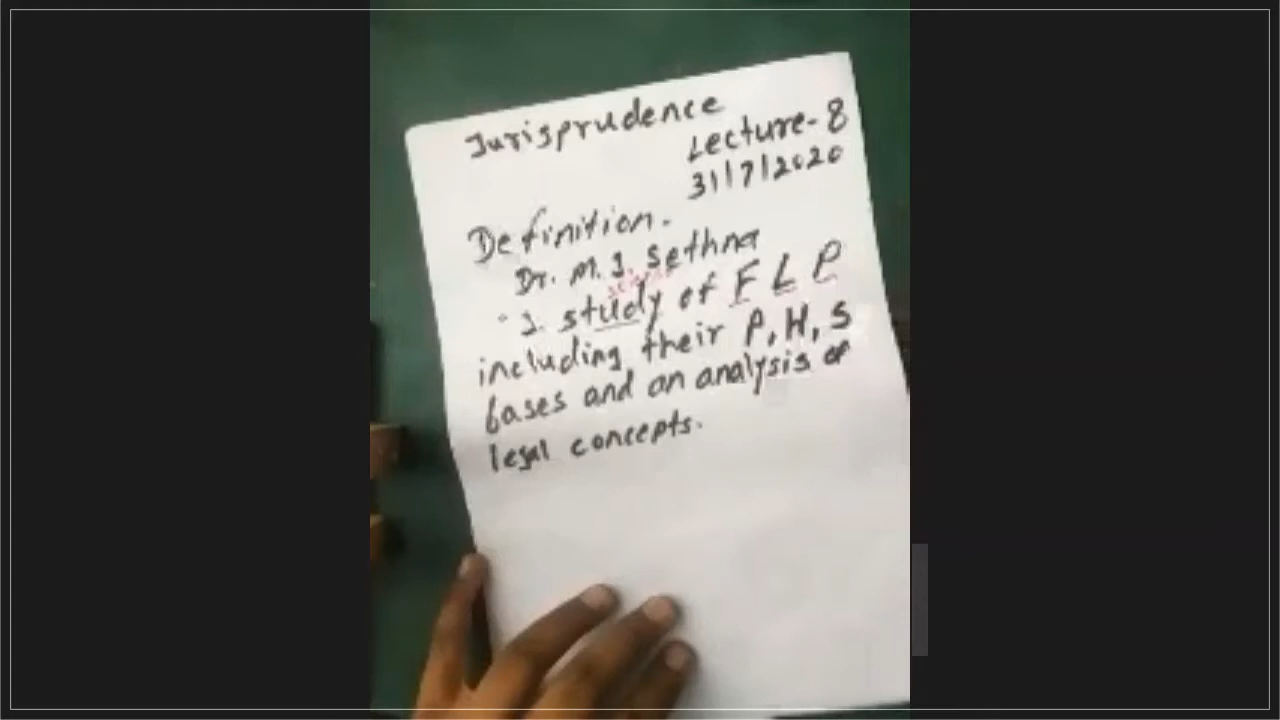 Jurisprudence
Lecture-8
31/7/2020
Definition.
Dr. M. J. Sethna
science
J. study of F L P
including their P, H, S
bases and an analysis of
legal concepts.